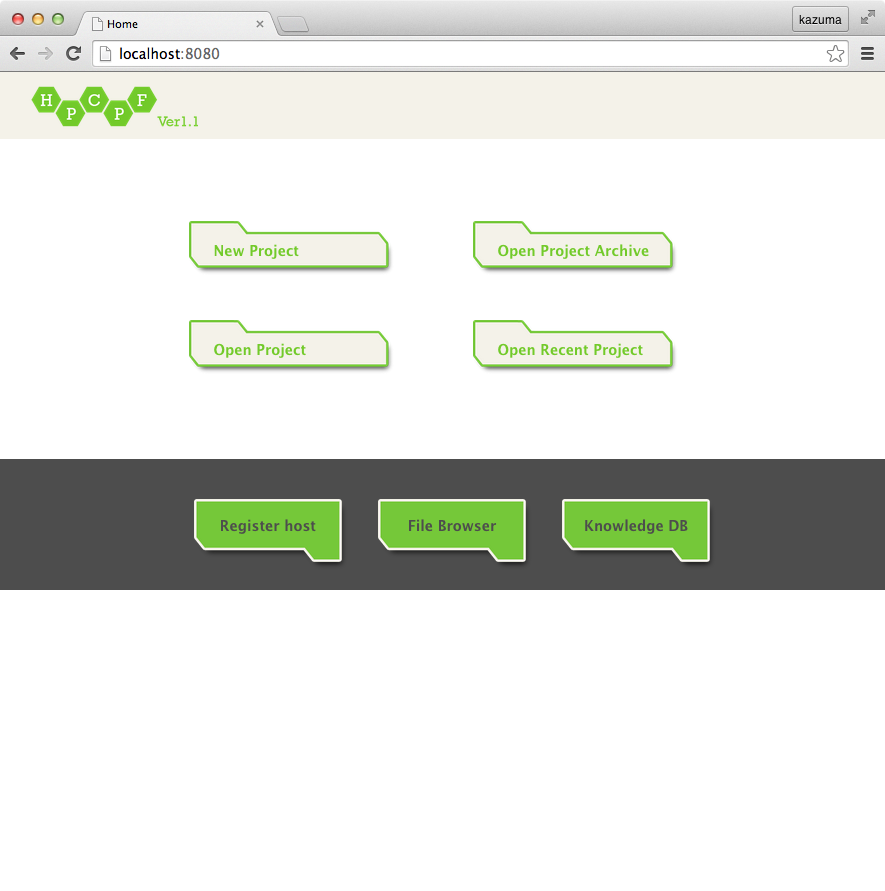 Home
kazuma
localhost:8080
HPCPF
Ver1.1
New Project
Open Project Archive
Open Project
Open Recent Project
Register host
File Browser
Knowledge DB